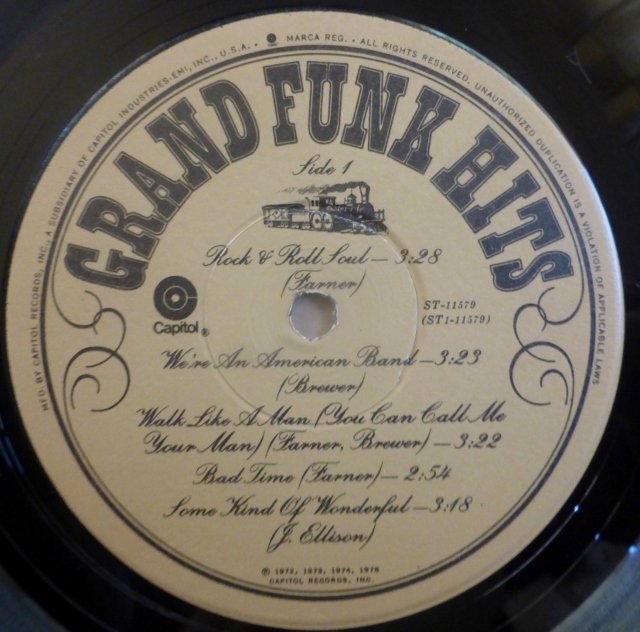 MFD. BY CAPITOL RECORDS, INC., A SUBSIDIARY OF CAPITOL INDUSTRIES-EMI, INC., U.S.A. • MARCA REG. • ALL RIGHTS RESERVED. UNAUTHORIZED DUPLICATION IS A VIOLATION OF APPLICABLE LAWS
GRAND FUNK HITS
Side 1
Rock & Roll Soul — 3:28
(Farner)
Capitol®
ST-11579
(ST1-11579)
We're An American Band — 3:23
(Brewer)
Walk Like A Man (You Can Call Me
Your Man) (Farner, Brewer) — 3:22
Bad Time (Farner) — 2:54
Some Kind Of Wonderful — 3:18
(J. Ellison)
℗ 1972, 1973, 1974, 1976
CAPITOL RECORDS, INC.